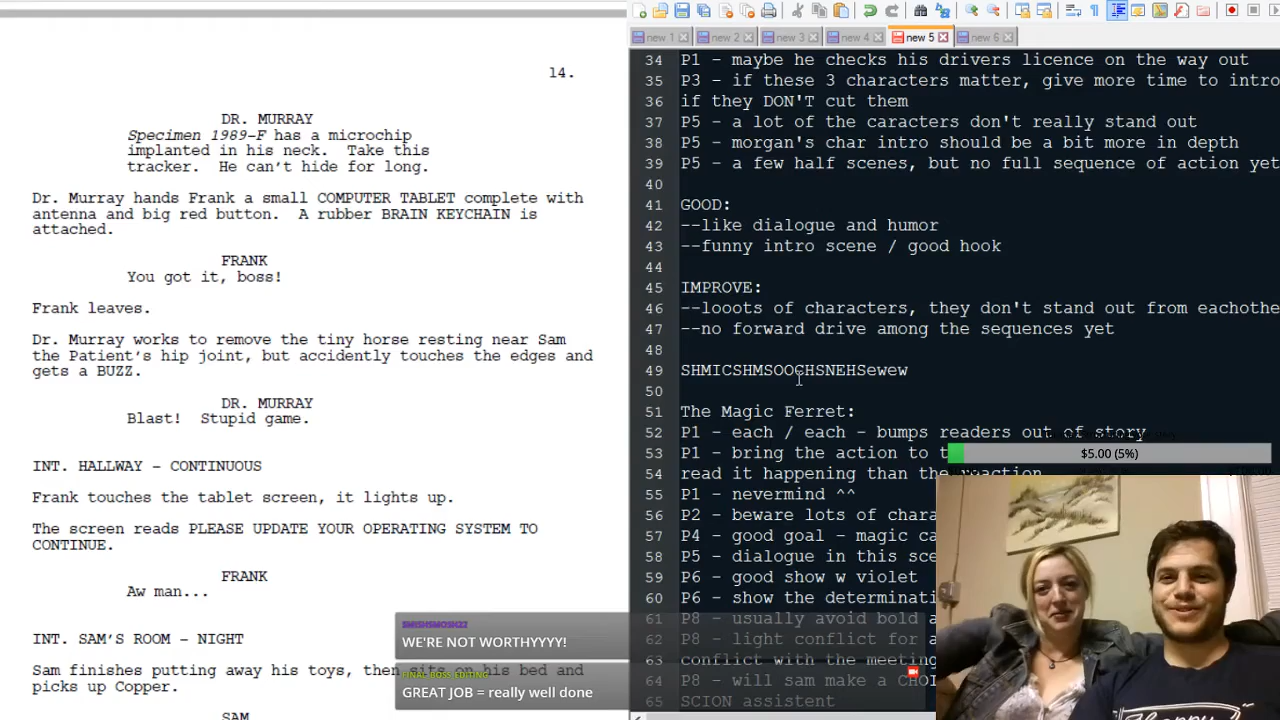 14.
DR. MURRAY
Specimen 1989-F has a microchip
implanted in his neck. Take this
tracker. He can't hide for long.
Dr. Murray hands Frank a small COMPUTER TABLET complete with
antenna and big red button. A rubber BRAIN KEYCHAIN is
attached.
FRANK
You got it, boss!
Frank leaves.
Dr. Murray works to remove the tiny horse resting near Sam
the Patient's hip joint, but accidently touches the edges and
gets a BUZZ.
DR. MURRAY
Blast! Stupid game.
INT. HALLWAY - CONTINUOUS
Frank touches the tablet screen, it lights up.
The screen reads PLEASE UPDATE YOUR OPERATING SYSTEM TO
CONTINUE.
FRANK
Aw man...
INT. SAM'S ROOM - NIGHT
Sam finishes putting away his toys, then sits on his bed and
picks up Copper.
SAM
new 1 new 2 new 3 new 4 new 5 new 6
34 P1 - maybe he checks his drivers licence on the way out
35 P3 - if these 3 characters matter, give more time to intro
36 if they DON'T cut them
37 P5 - a lot of the caracters don't really stand out
38 P5 - morgan's char intro should be a bit more in depth
39 P5 - a few half scenes, but no full sequence of action yet
40
41 GOOD:
42 --like dialogue and humor
43 --funny intro scene / good hook
44
45 IMPROVE:
46 --looots of characters, they don't stand out from eachothe
47 --no forward drive among the sequences yet
48
49 SHMICSHMSOOCHSNEHSewew
50
51 The Magic Ferret:
52 P1 - each / each - bumps readers out of story
53 P1 - bring the action to t
54 read it happening than the reaction
55 P1 - nevermind ^^
56 P2 - beware lots of chara
57 P4 - good goal - magic ca
58 P5 - dialogue in this sce
59 P6 - good show w violet
60 P6 - show the determinati
61 P8 - usually avoid bold a
62 P8 - light conflict for a
63 conflict with the meeting
64 P8 - will sam make a CHOI
65 SCION assistent
$5.00 (5%)
SMISHSMOSH22
WE'RE NOT WORTHYYYY!
FINAL BOSS EDITING
GREAT JOB = really well done